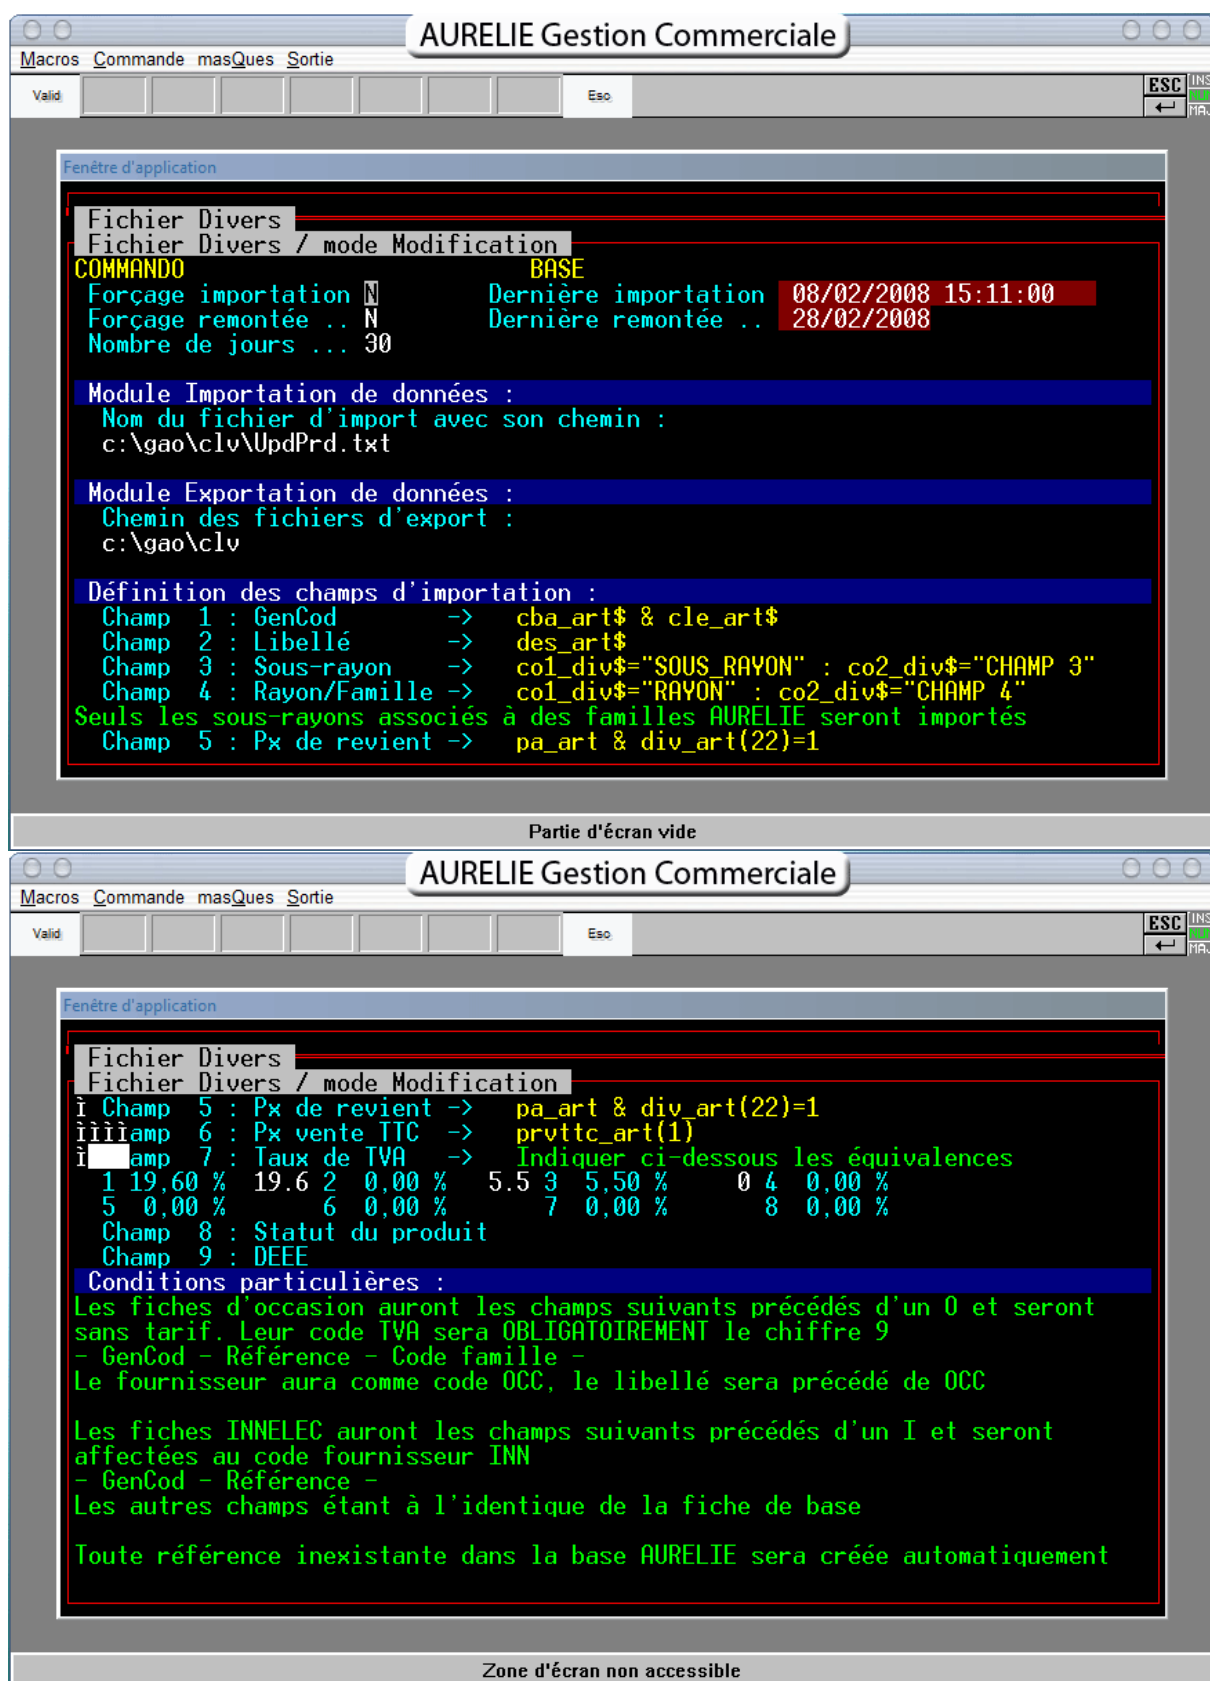 AURELIE Gestion Commerciale
Macros Commande masQues Sortie
Valid Esc ESC
Fenêtre d'application
Fichier Divers
Fichier Divers / mode Modification
COMMANDO BASE
Forçage importation N Dernière importation 08/02/2008 15:11:00
Forçage remontée .. N Dernière remontée .. 28/02/2008
Nombre de jours ... 30
Module Importation de données :
Nom du fichier d'import avec son chemin :
c:\gao\clv\UpdPrd.txt
Module Exportation de données :
Chemin des fichiers d'export :
c:\gao\clv
Définition des champs d'importation :
Champ 1 : GenCod -> cba_art$ & cle_art$
Champ 2 : Libellé -> des_art$
Champ 3 : Sous-rayon -> co1_div$="SOUS_RAYON" : co2_div$="CHAMP 3"
Champ 4 : Rayon/Famille -> co1_div$="RAYON" : co2_div$="CHAMP 4"
Seuls les sous-rayons associés à des familles AURELIE seront importés
Champ 5 : Px de revient -> pa_art & div_art(22)=1
Partie d'écran vide
AURELIE Gestion Commerciale
Macros Commande masQues Sortie
Valid Esc ESC
Fenêtre d'application
Fichier Divers
Fichier Divers / mode Modification
ì Champ 5 : Px de revient -> pa_art & div_art(22)=1
ììììamp 6 : Px vente TTC -> prvttc_art(1)
ì amp 7 : Taux de TVA -> Indiquer ci-dessous les équivalences
1 19,60 % 19.6 2 0,00 % 5.5 3 5,50 % 0 4 0,00 %
5 0,00 % 6 0,00 % 7 0,00 % 8 0,00 %
Champ 8 : Statut du produit
Champ 9 : DEEE
Conditions particulières :
Les fiches d'occasion auront les champs suivants précédés d'un O et seront
sans tarif. Leur code TVA sera OBLIGATOIREMENT le chiffre 9
- GenCod - Référence - Code famille -
Le fournisseur aura comme code OCC, le libellé sera précédé de OCC
Les fiches INNELEC auront les champs suivants précédés d'un I et seront
affectées au code fournisseur INN
- GenCod - Référence -
Les autres champs étant à l'identique de la fiche de base
Toute référence inexistante dans la base AURELIE sera créée automatiquement
Zone d'écran non accessible